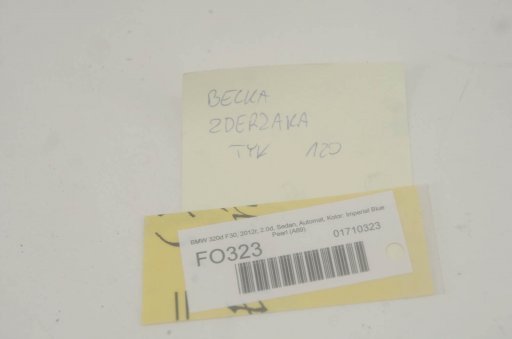 BELKA
ZDERZAKA
TYŁ 120
BMW 320d F30, 2012r, 2.0d, Sedan, Automat, Kolor: Imperial Blue
Pearl (A89)
FO323
01710323